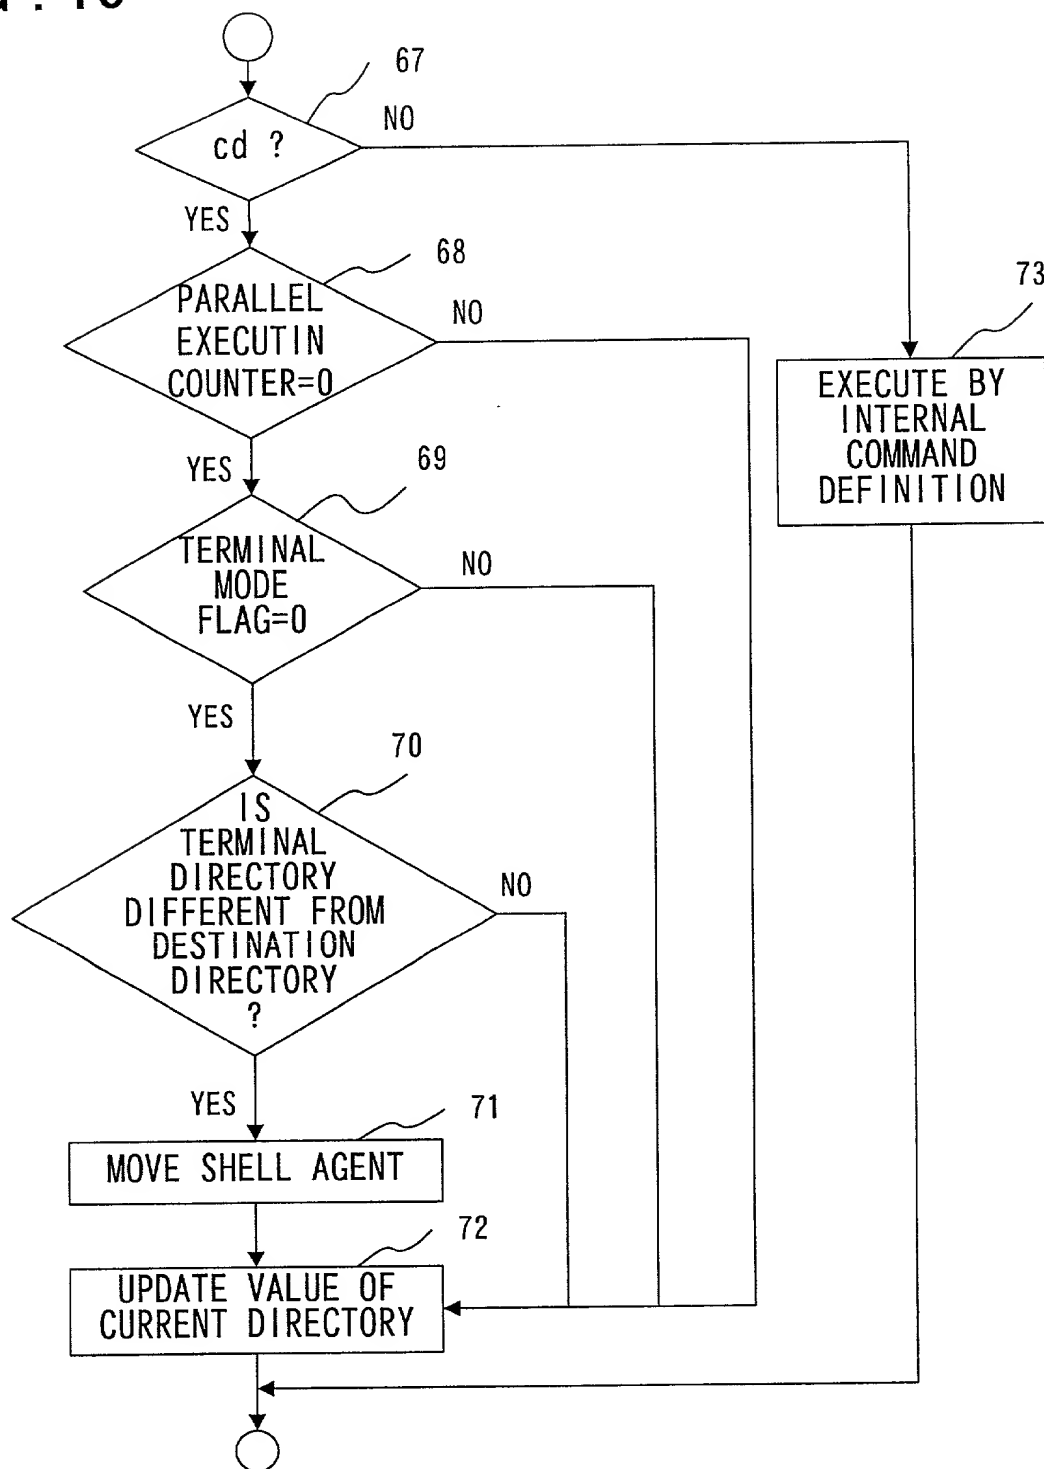 67
cd ?
NO
YES
68
PARALLEL
EXECUTIN
COUNTER=0
NO
73
EXECUTE BY
INTERNAL
COMMAND
DEFINITION
YES
69
TERMINAL
MODE
FLAG=0
NO
YES
70
IS
TERMINAL
DIRECTORY
DIFFERENT FROM
DESTINATION
DIRECTORY
?
NO
YES
71
MOVE SHELL AGENT
72
UPDATE VALUE OF
CURRENT DIRECTORY